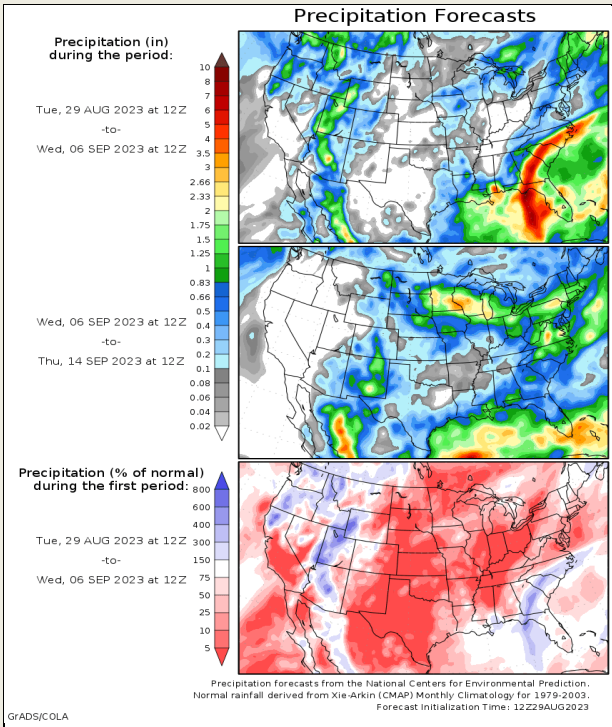 Precipitation Forecasts
Precipitation (in)
during the period:
Tue, 29 AUG 2023 at 12Z
-to-
Wed, 06 SEP 2023 at 12Z
10
8
7
6
5
4
3.5
3
2.66
2.33
2
1.75
1.5
1.25
1
0.83
0.66
0.5
0.4
0.3
0.2
0.1
0.08
0.06
0.04
0.02
Wed, 06 SEP 2023 at 12Z
-to-
Thu, 14 SEP 2023 at 12Z
Precipitation (% of normal)
during the first period:
Tue, 29 AUG 2023 at 12Z
-to-
Wed, 06 SEP 2023 at 12Z
800
600
400
300
150
75
50
25
10
5
Precipitation forecasts from the National Centers for Environmental Prediction.
Normal rainfall derived from Xie-Arkin (CMAP) Monthly Climatology for 1979-2003.
Forecast Initialization Time: 12Z29AUG2023
GrADS/COLA